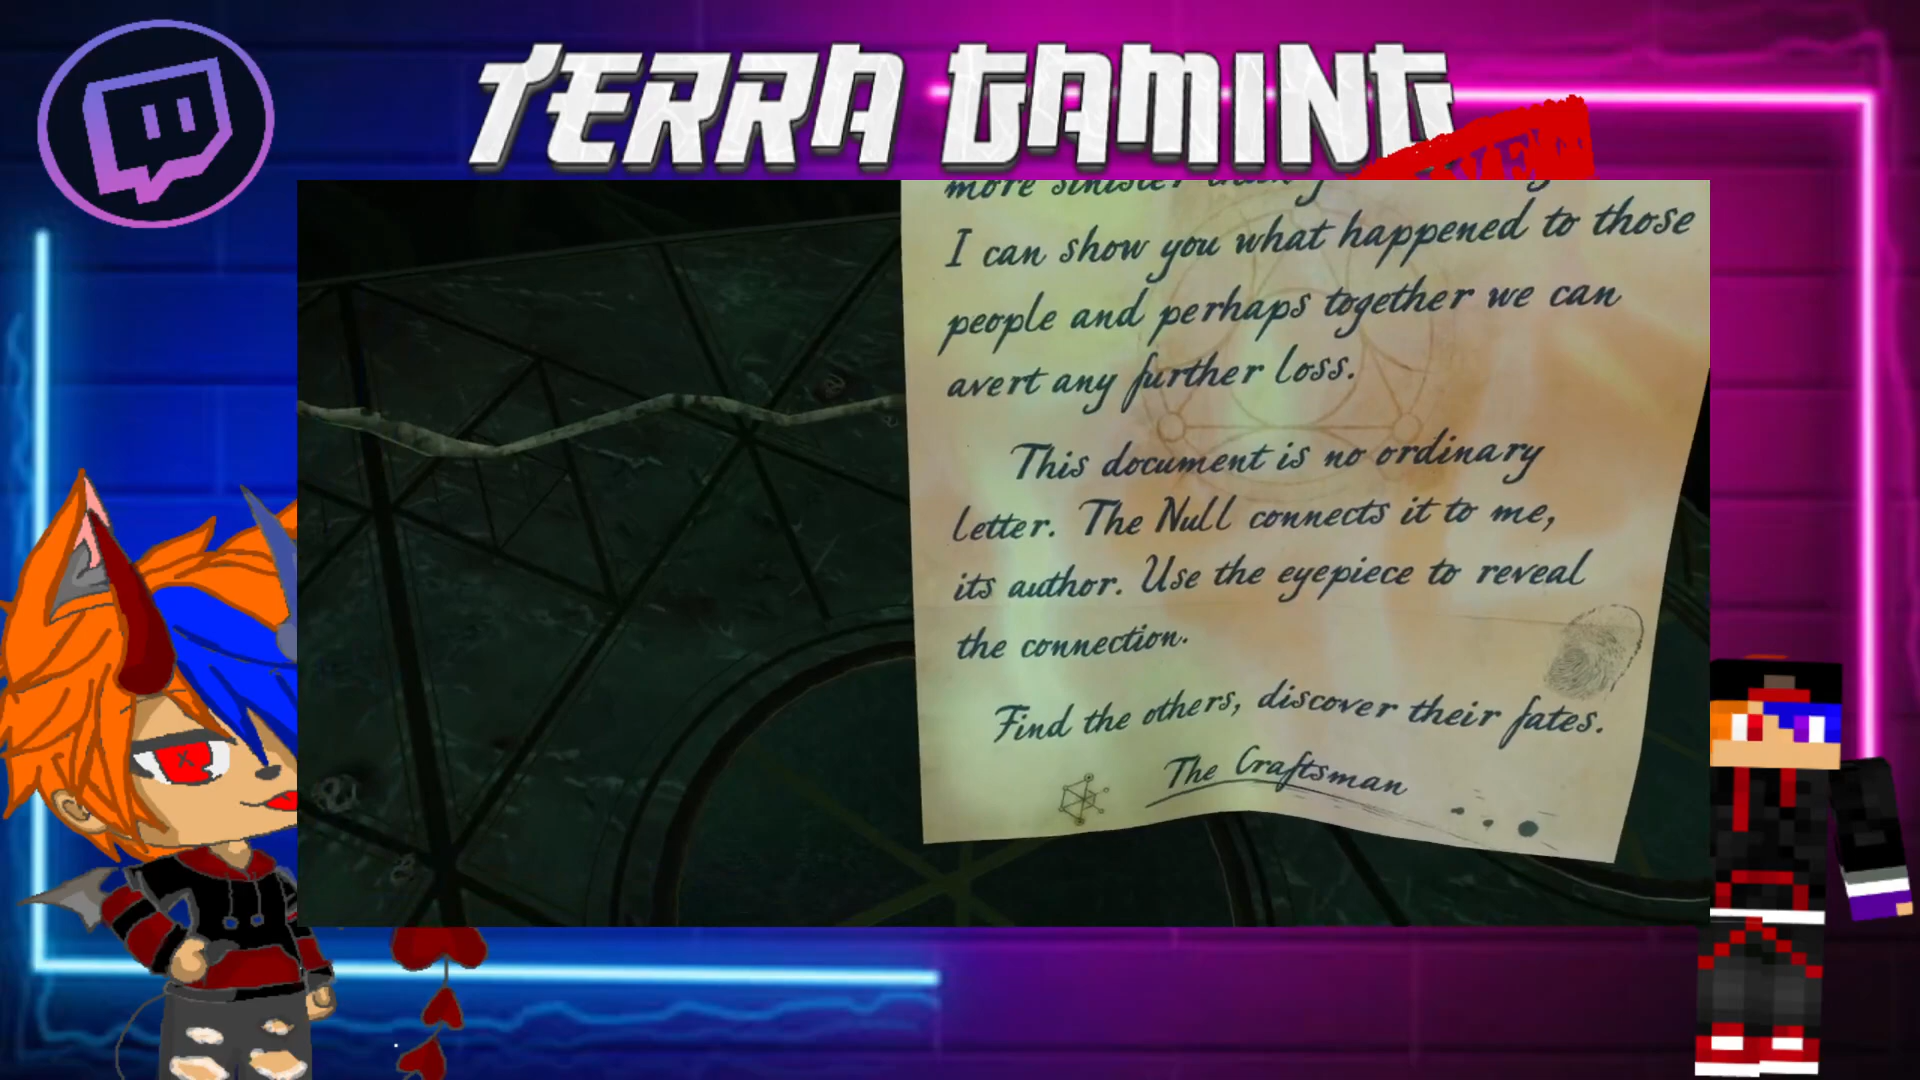 TERRA GAMING
more sinister
I can show you what happened to those
people and perhaps together we can
avert any further loss.
This document is no ordinary
letter. The Null connects it to me,
its author. Use the eyepiece to reveal
the connection.
Find the others, discover their fates.
The Craftsman